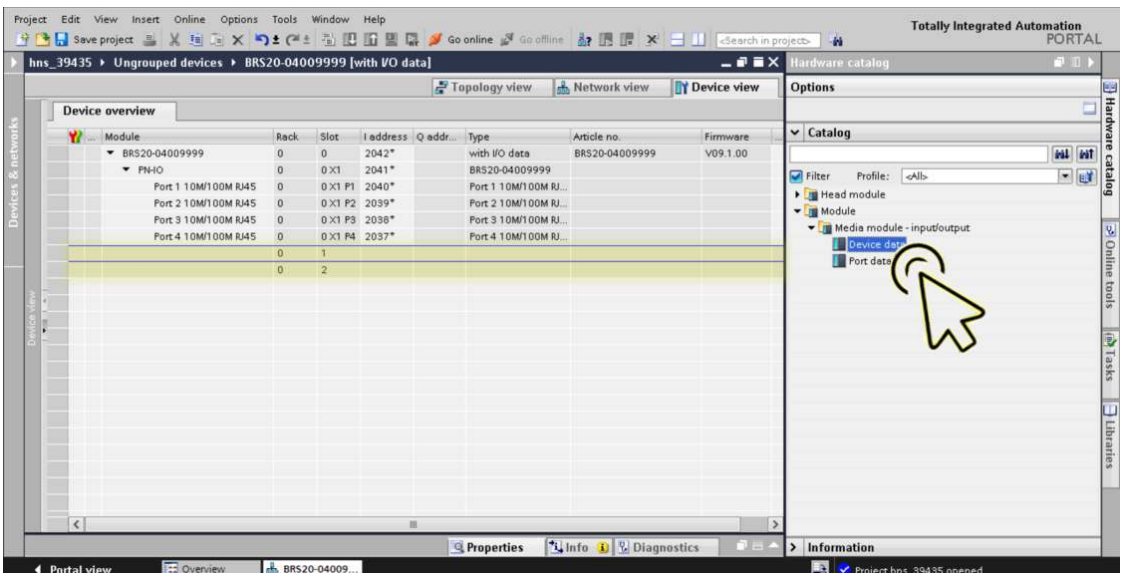 Project Edit View Insert Online Options Tools Window Help
Totally Integrated Automation
PORTAL
Save project Go online Go offline <Search in project>
hns_39435 ▸ Ungrouped devices ▸ BRS20-04009999 [with I/O data]
Hardware catalog
Topology view Network view Device view
Options
Device overview
... Module Rack Slot I address Q addr... Type Article no. Firmware ...
BRS20-04009999 0 0 2042* with I/O data BRS20-04009999 V09.1.00
PN-IO 0 0 X1 2041* BRS20-04009999
Port 1 10M/100M RJ45 0 0 X1 P1 2040* Port 1 10M/100M RJ...
Port 2 10M/100M RJ45 0 0 X1 P2 2039* Port 2 10M/100M RJ...
Port 3 10M/100M RJ45 0 0 X1 P3 2038* Port 3 10M/100M RJ...
Port 4 10M/100M RJ45 0 0 X1 P4 2037* Port 4 10M/100M RJ...
0 1
0 2
Catalog
Filter Profile: <All>
Head module
Module
Media module - input/output
Device data
Port data
Devices & networks
Device view
Hardware catalog
Online tools
Tasks
Libraries
Properties Info Diagnostics
Information
Portal view Overview BRS20-04009... Project hns_39435 opened